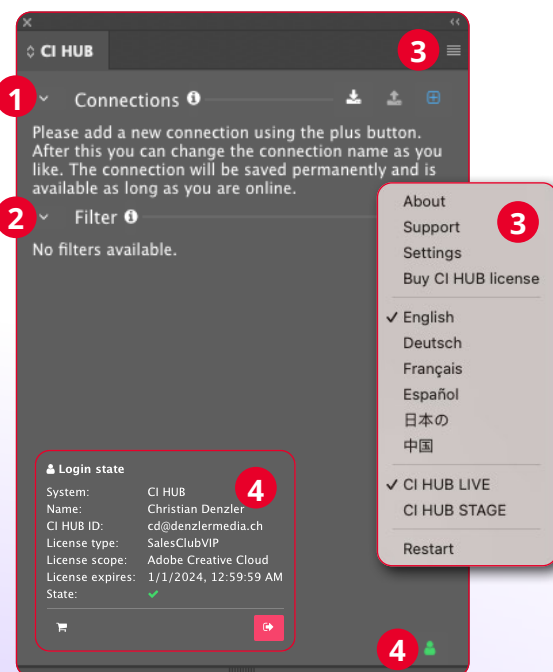 CI HUB
3
1
Connections
Please add a new connection using the plus button.
After this you can change the connection name as you
like. The connection will be saved permanently and is
available as long as you are online.
2
Filter
No filters available.
3
About
Support
Settings
Buy CI HUB license
✓ English
Deutsch
Français
Español
日本の
中国
✓ CI HUB LIVE
CI HUB STAGE
Restart
4
Login state
System: CI HUB
Name: Christian Denzler
CI HUB ID: cd@denzlermedia.ch
License type: SalesClubVIP
License scope: Adobe Creative Cloud
License expires: 1/1/2024, 12:59:59 AM
State: ✓
4